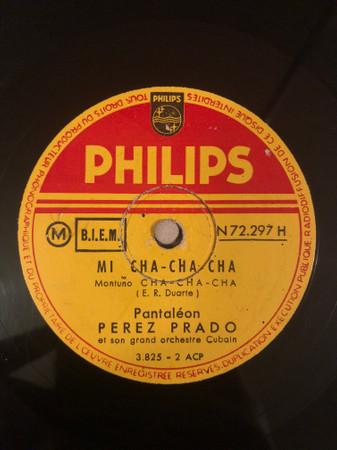 TOUS DROITS DU PRODUCTEUR PHONOGRAPHIQUE ET DU PROPRIÉTAIRE DE L'ŒUVRE ENREGISTRÉE RÉSERVÉS. DUPLICATION EXÉCUTION PUBLIQUE RADIODIFFUSION DE CE DISQUE INTERDITES
PHILIPS
PHILIPS
M B.I.E.M. N 72.297 H
MI CHA-CHA-CHA
Montuno CHA-CHA-CHA
(E. R. Duarte)
Pantaléon
PEREZ PRADO
et son grand orchestre Cubain
3.825 - 2 ACP